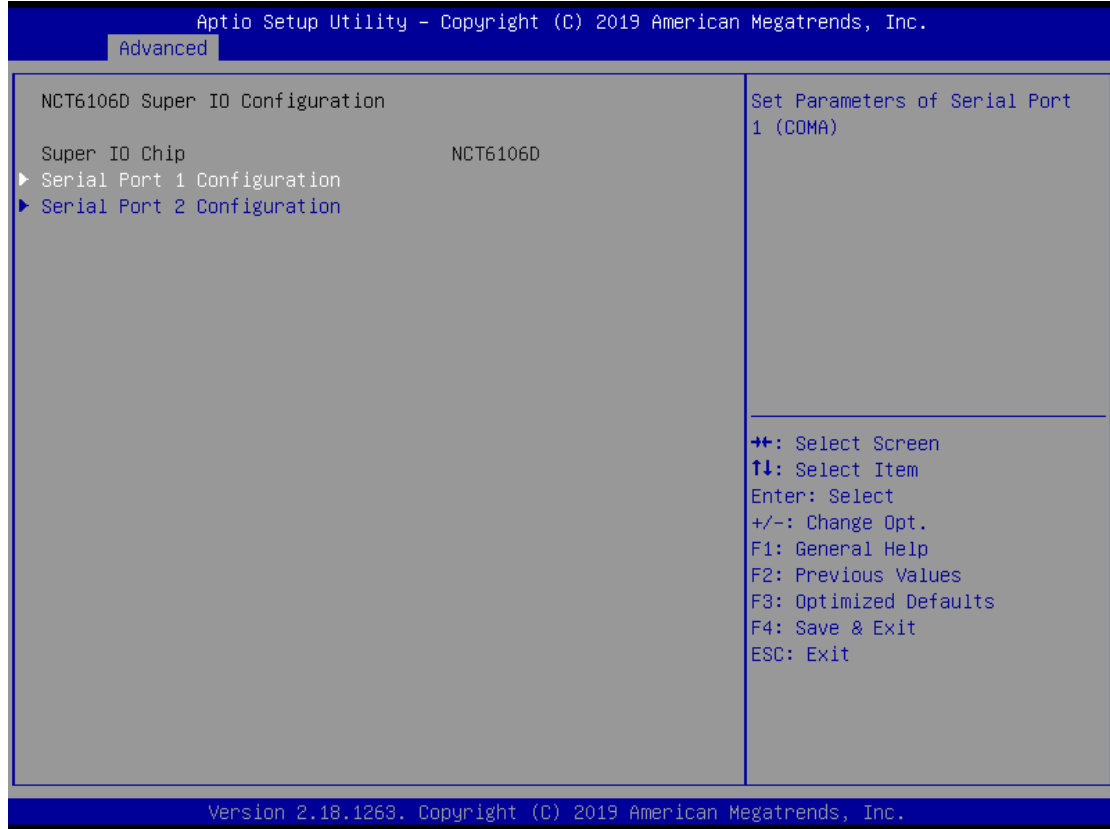 Aptio Setup Utility – Copyright (C) 2019 American Megatrends, Inc.
Advanced
NCT6106D Super IO Configuration
Super IO Chip NCT6106D
▶ Serial Port 1 Configuration
▶ Serial Port 2 Configuration
Set Parameters of Serial Port
1 (COMA)
→←: Select Screen
↑↓: Select Item
Enter: Select
+/-: Change Opt.
F1: General Help
F2: Previous Values
F3: Optimized Defaults
F4: Save & Exit
ESC: Exit
Version 2.18.1263. Copyright (C) 2019 American Megatrends, Inc.